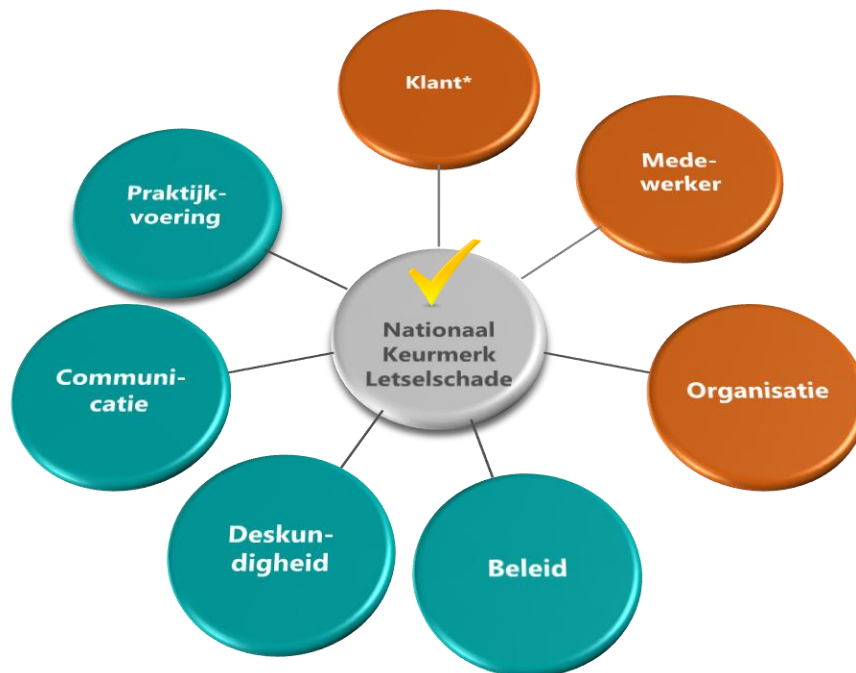 Klant*
Mede-
werker
Praktijk-
voering
Nationaal
Keurmerk
Letselschade
Communi-
catie
Organisatie
Deskun-
digheid
Beleid